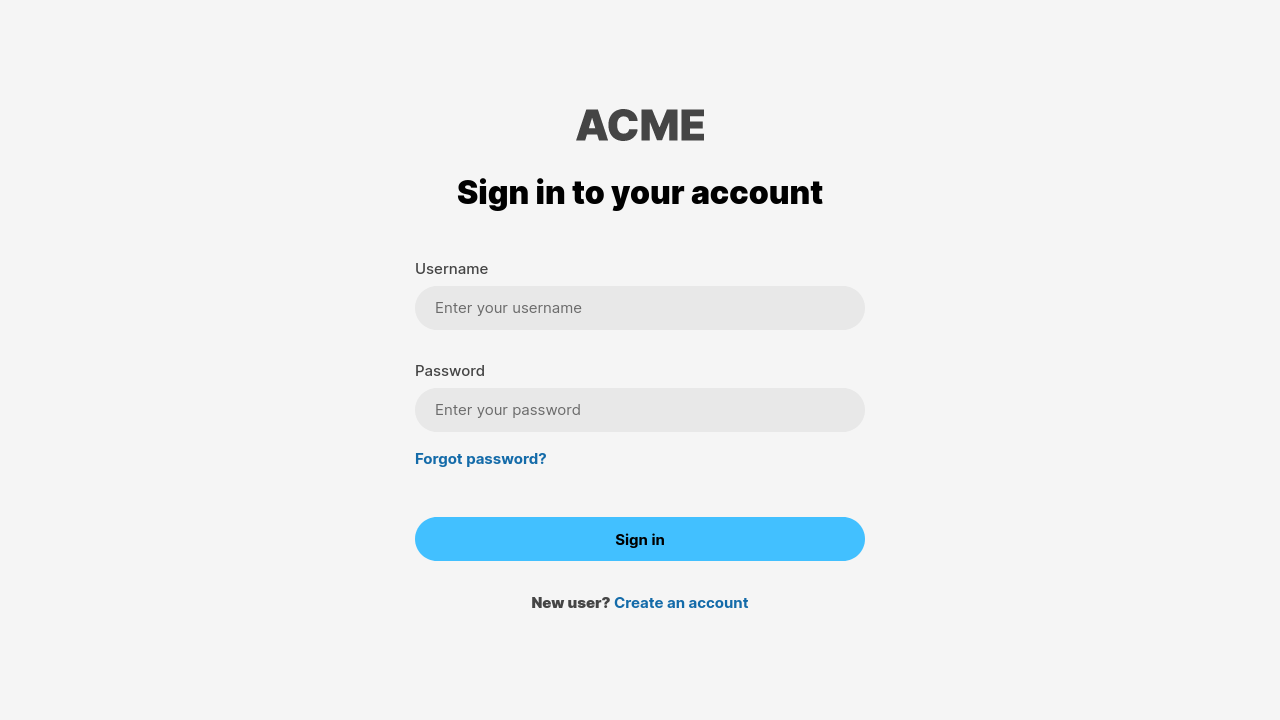 ACME
Sign in to your account
Username
Enter your username
Password
Enter your password
Forgot password?
Sign in
New user? Create an account